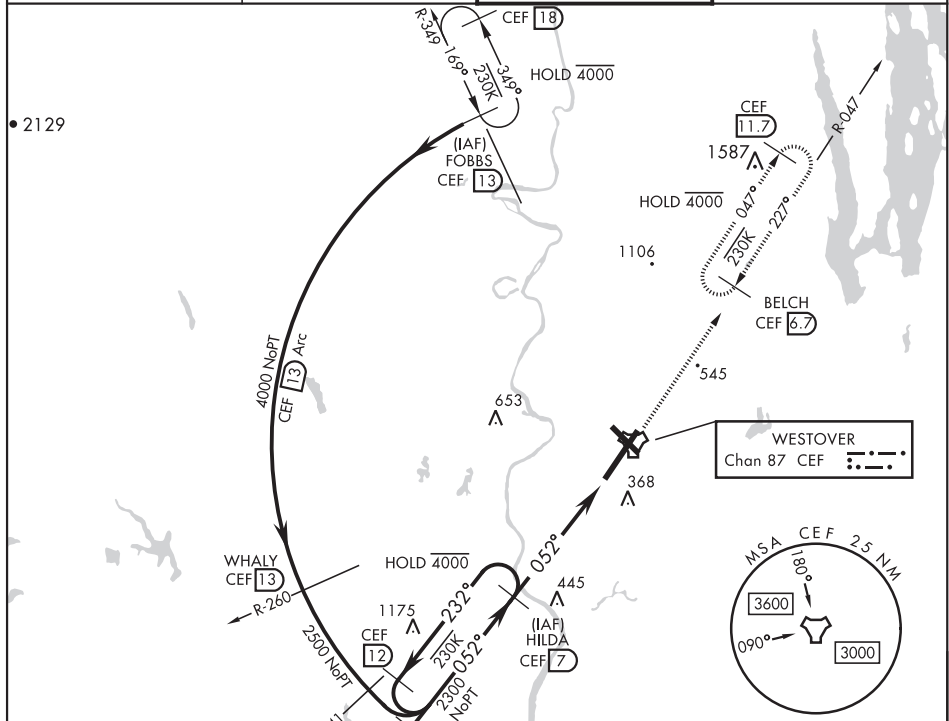 R-349
169°
230K
349°
CEF 18
HOLD 4000
2129
(IAF)
FOBBS
CEF 13
CEF
11.7
1587
R-047
HOLD 4000
047°
230K
227°
1106
BELCH
CEF 6.7
4000 NoPT
CEF 13 Arc
545
653
WESTOVER
Chan 87 CEF
368
WHALY
CEF 13
R-260
HOLD 4000
052°
232°
1175
445
CEF
12
230K
052°
(IAF)
HILDA
CEF 7
2500 NoPT
2300
NoPT
MSA CEF 25 NM
180°
3600
090°
3000